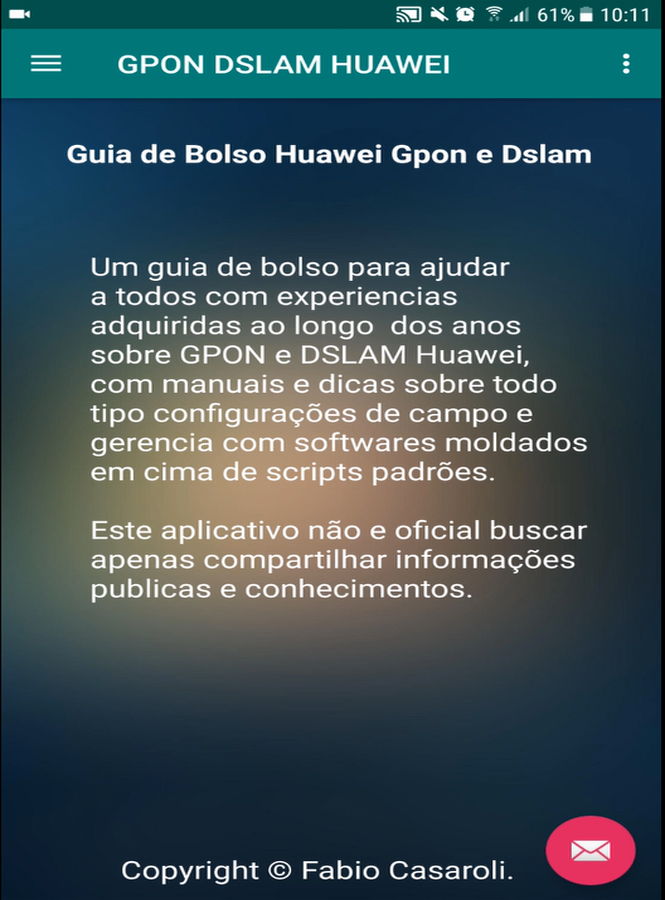 61% 10:11
GPON DSLAM HUAWEI
Guia de Bolso Huawei Gpon e Dslam
Um guia de bolso para ajudar
a todos com experiencias
adquiridas ao longo  dos anos
sobre GPON e DSLAM Huawei,
com manuais e dicas sobre todo
tipo configurações de campo e
gerencia com softwares moldados
em cima de scripts padrões.
Este aplicativo não e oficial buscar
apenas compartilhar informações
publicas e conhecimentos.
Copyright © Fabio Casaroli.